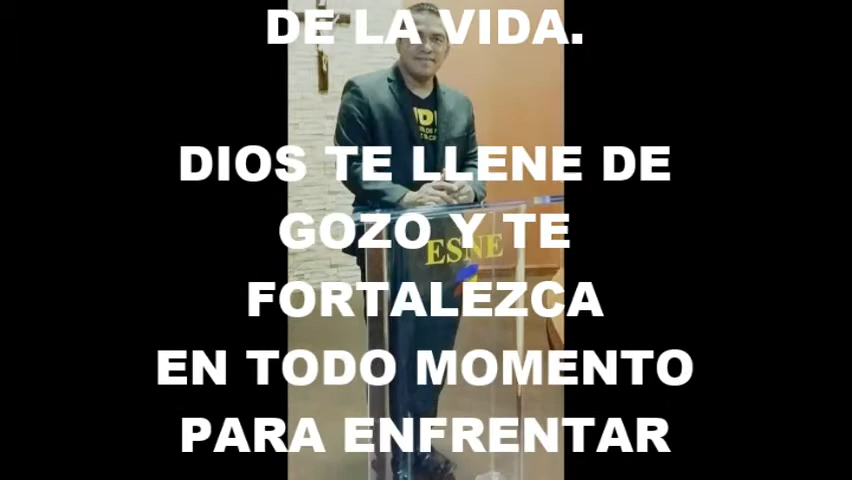 DE LA VIDA.
DIOS TE LLENE DE
GOZO Y TE
ESNE
FORTALEZCA
EN TODO MOMENTO
PARA ENFRENTAR